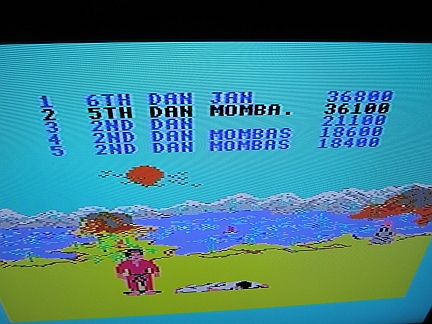 1 6TH DAN JAN 36800
2 5TH DAN MOMBA. 36100
3 2ND DAN 21100
4 2ND DAN MOMBAS 18600
5 2ND DAN MOMBAS 18400